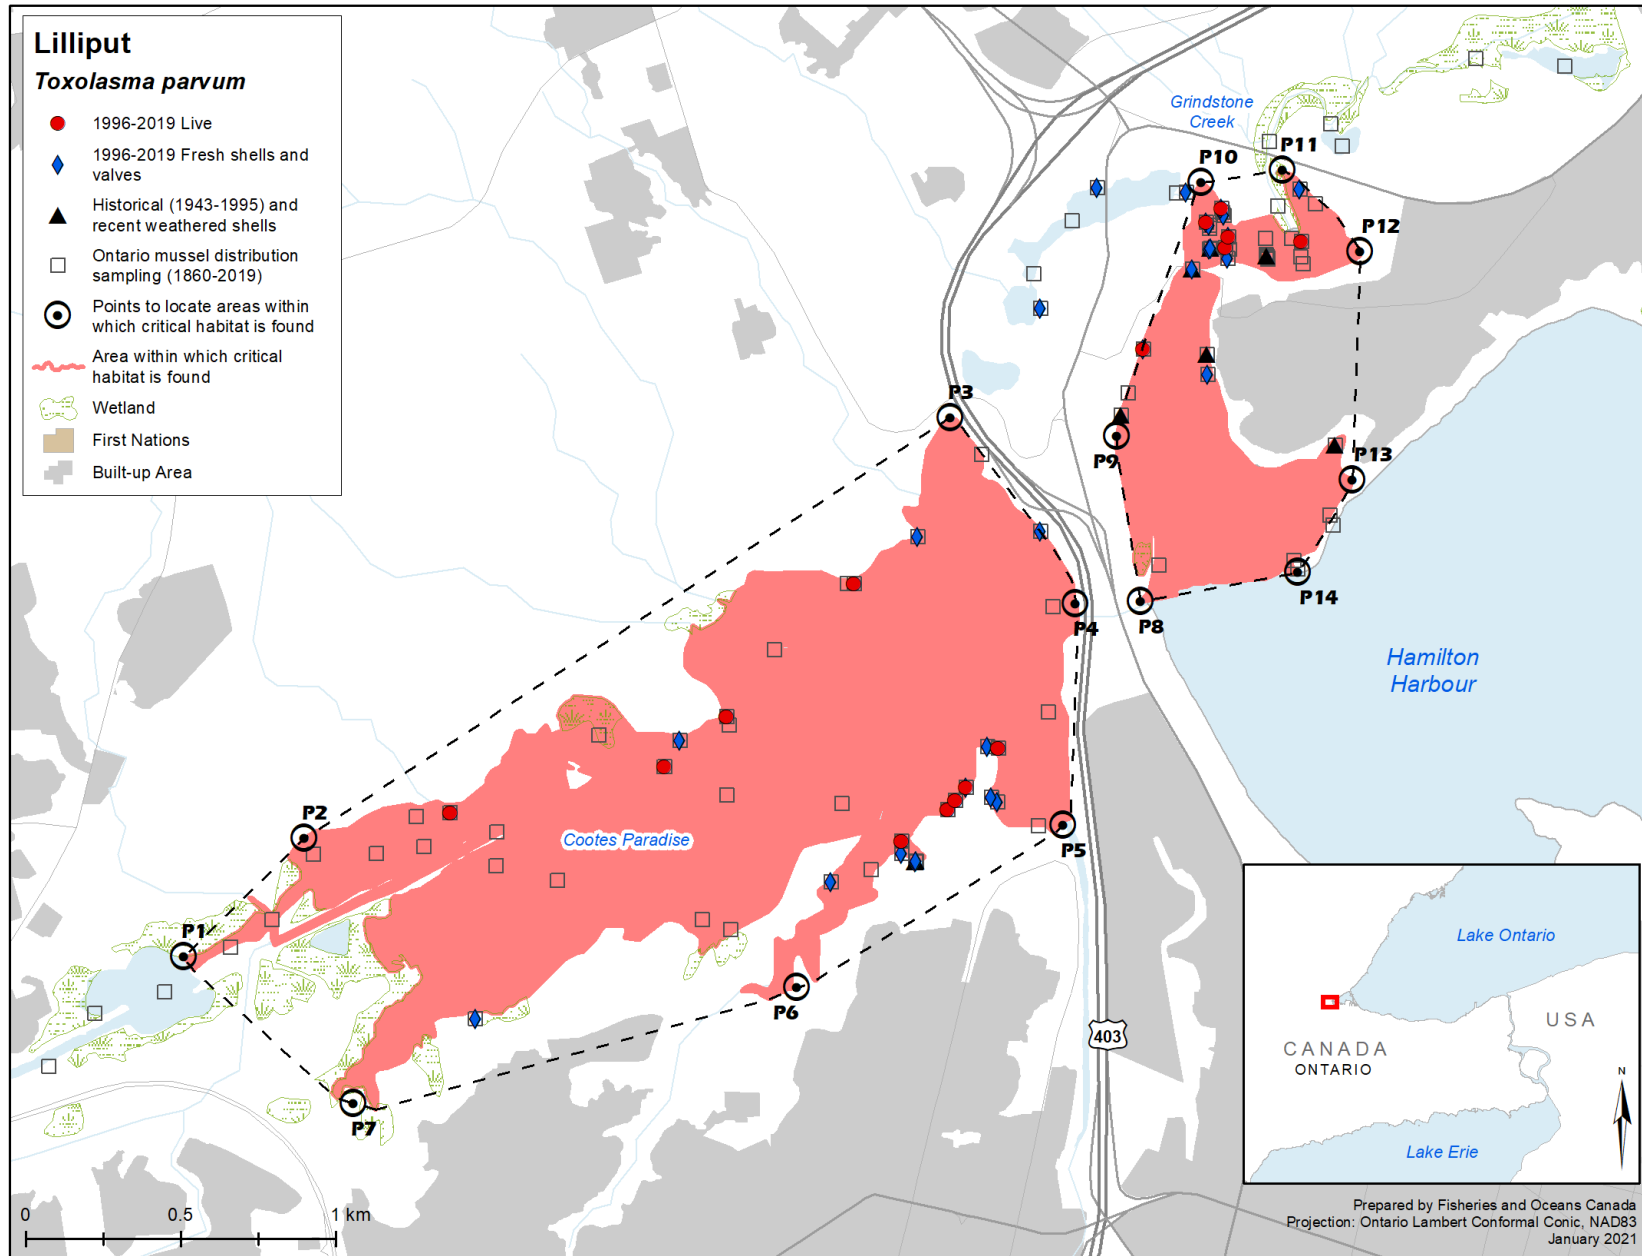 Lilliput
Toxolasma parvum
1996-2019 Live
1996-2019 Fresh shells and
valves
Historical (1943-1995) and
recent weathered shells
Ontario mussel distribution
sampling (1860-2019)
Points to locate areas within
which critical habitat is found
Area within which critical
habitat is found
Wetland
First Nations
Built-up Area
Grindstone
Creek
P10
P11
P12
P3
P9
P13
P4
P8
P14
Hamilton
Harbour
P2
Cootes Paradise
P5
P1
P6
P7
403
Lake Ontario
USA
CANADA
ONTARIO
N
Lake Erie
0
0.5
1 km
Prepared by Fisheries and Oceans Canada
Projection: Ontario Lambert Conformal Conic, NAD83
January 2021